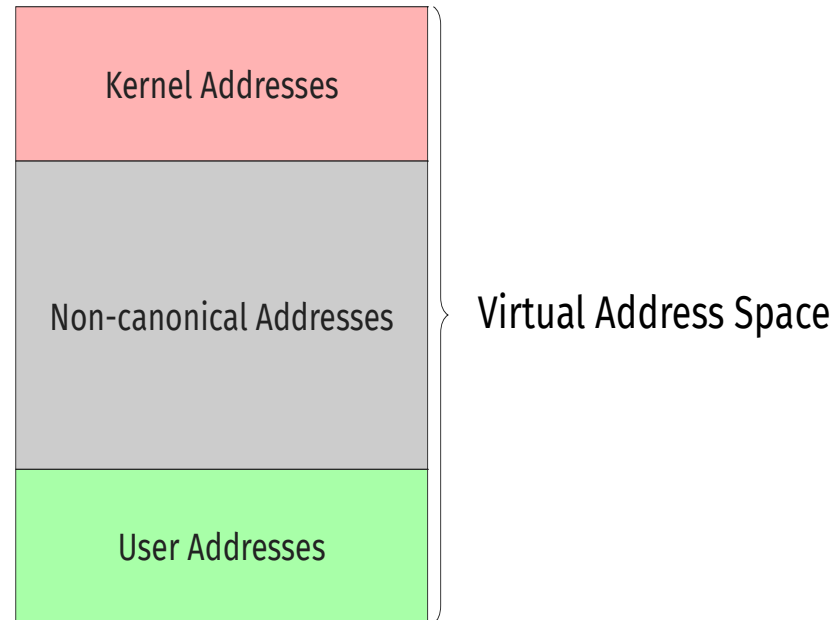 Kernel Addresses
Non-canonical Addresses
Virtual Address Space
User Addresses